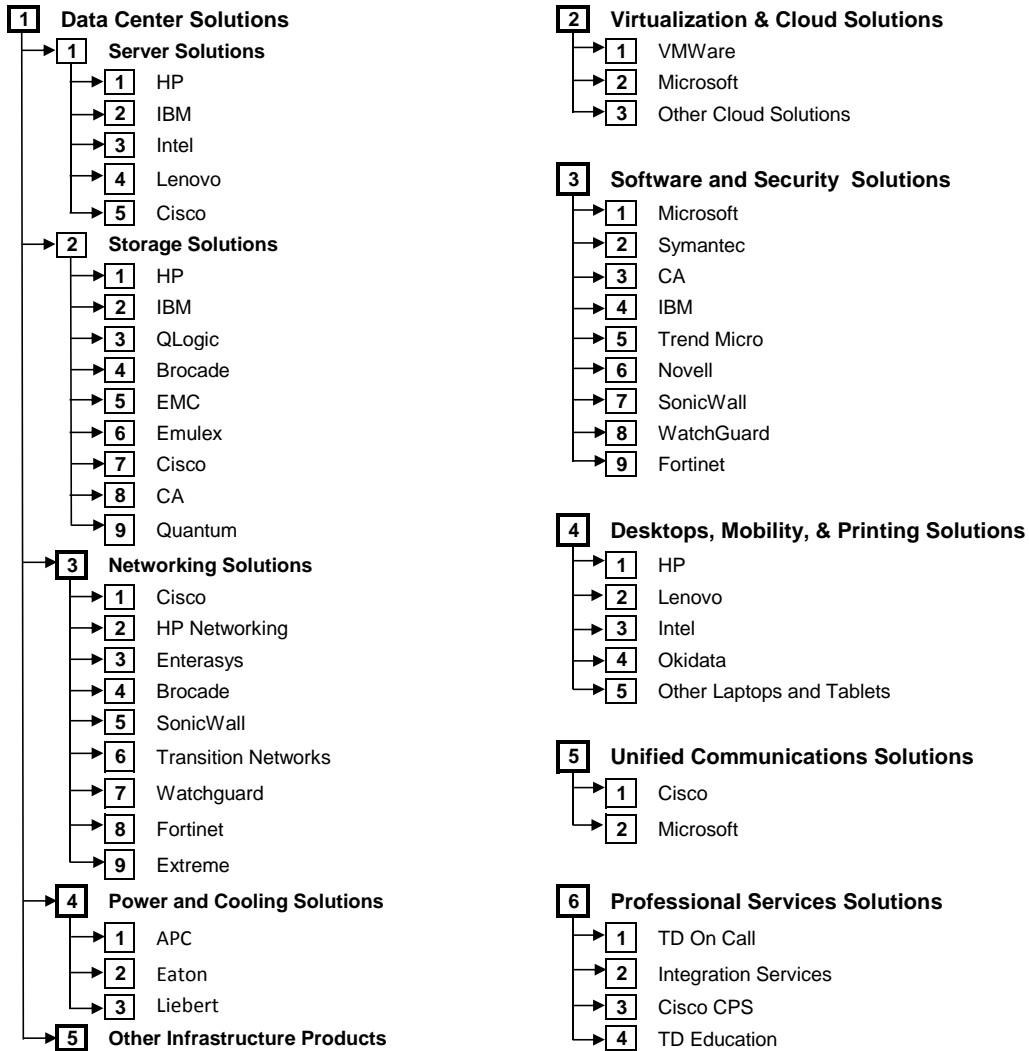 1 Data Center Solutions
1 Server Solutions
1 HP
2 IBM
3 Intel
4 Lenovo
5 Cisco
2 Storage Solutions
1 HP
2 IBM
3 QLogic
4 Brocade
5 EMC
6 Emulex
7 Cisco
8 CA
9 Quantum
3 Networking Solutions
1 Cisco
2 HP Networking
3 Enterasys
4 Brocade
5 SonicWall
6 Transition Networks
7 Watchguard
8 Fortinet
9 Extreme
4 Power and Cooling Solutions
1 APC
2 Eaton
3 Liebert
5 Other Infrastructure Products
2 Virtualization & Cloud Solutions
1 VMWare
2 Microsoft
3 Other Cloud Solutions
3 Software and Security Solutions
1 Microsoft
2 Symantec
3 CA
4 IBM
5 Trend Micro
6 Novell
7 SonicWall
8 WatchGuard
9 Fortinet
4 Desktops, Mobility, & Printing Solutions
1 HP
2 Lenovo
3 Intel
4 Okidata
5 Other Laptops and Tablets
5 Unified Communications Solutions
1 Cisco
2 Microsoft
6 Professional Services Solutions
1 TD On Call
2 Integration Services
3 Cisco CPS
4 TD Education